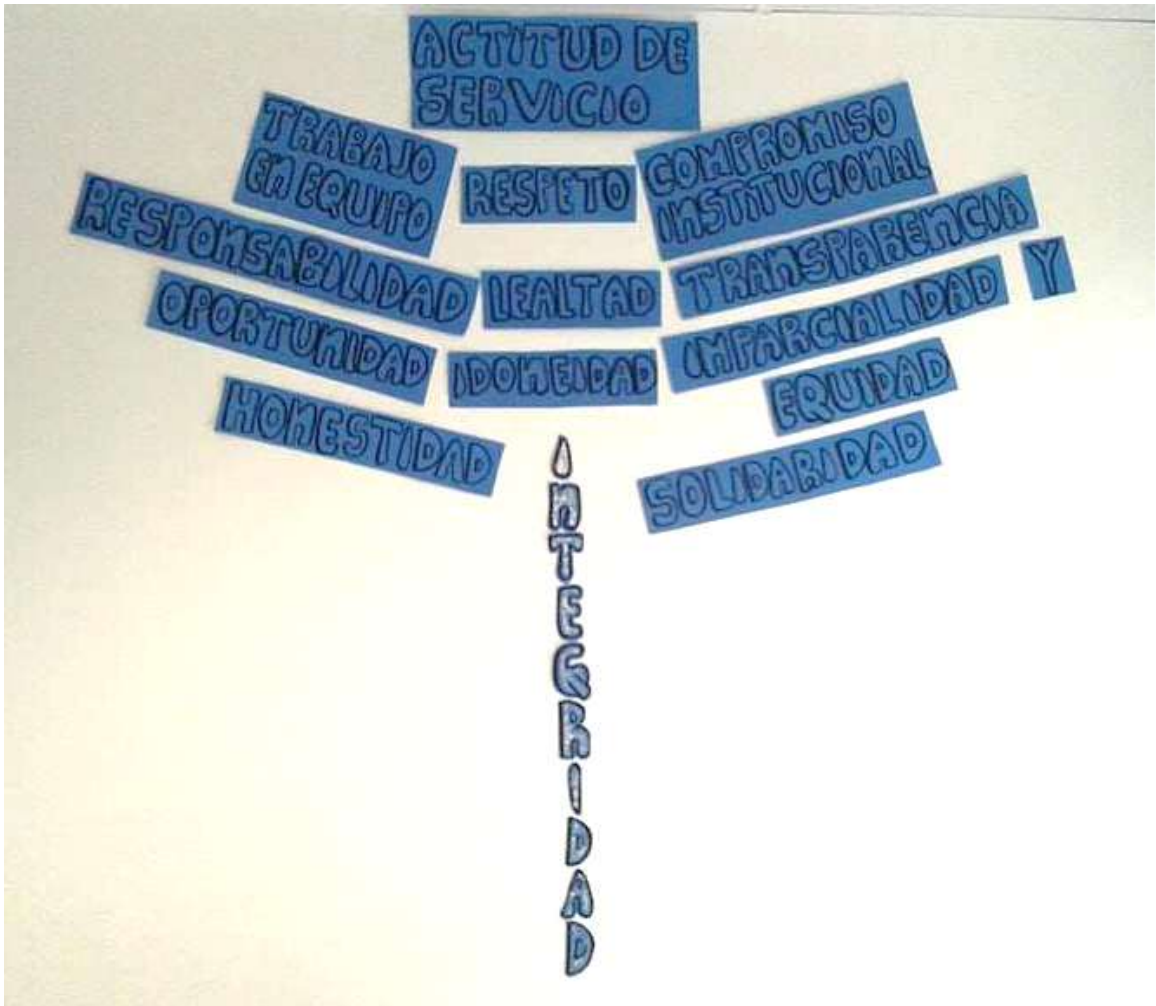 ACTITUD DE
SERVICIO
TRABAJO
EN EQUIPO
RESPETO
COMPROMISO
INSTITUCIONAL
RESPONSABILIDAD
LEALTAD
TRANSPARENCIA
Y
OPORTUNIDAD
IDONEIDAD
IMPARCIALIDAD
EQUIDAD
HONESTIDAD
SOLIDARIDAD
INTEGRIDAD